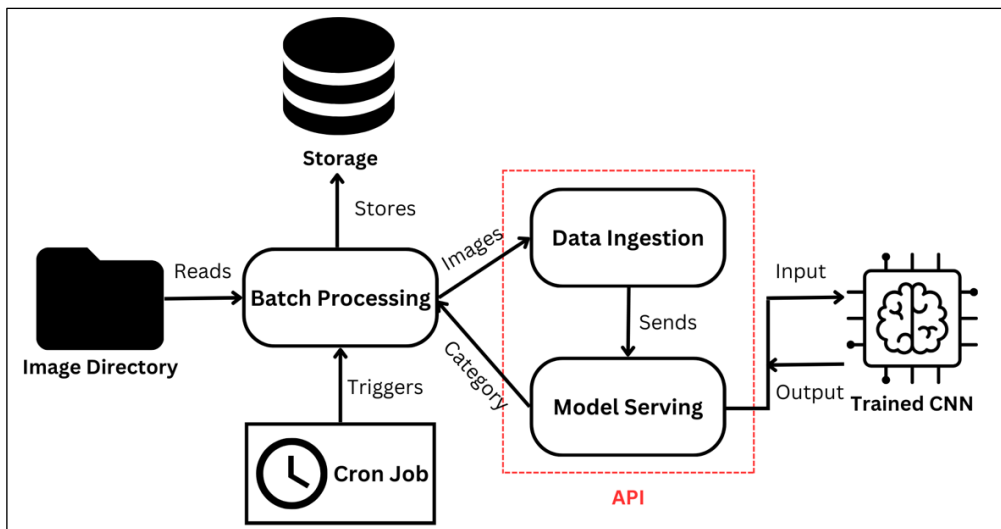 Storage
Stores
Images
Data Ingestion
Reads
Batch Processing
Input
Image Directory
Sends
Triggers
Category
Model Serving
Output
Trained CNN
Cron Job
API